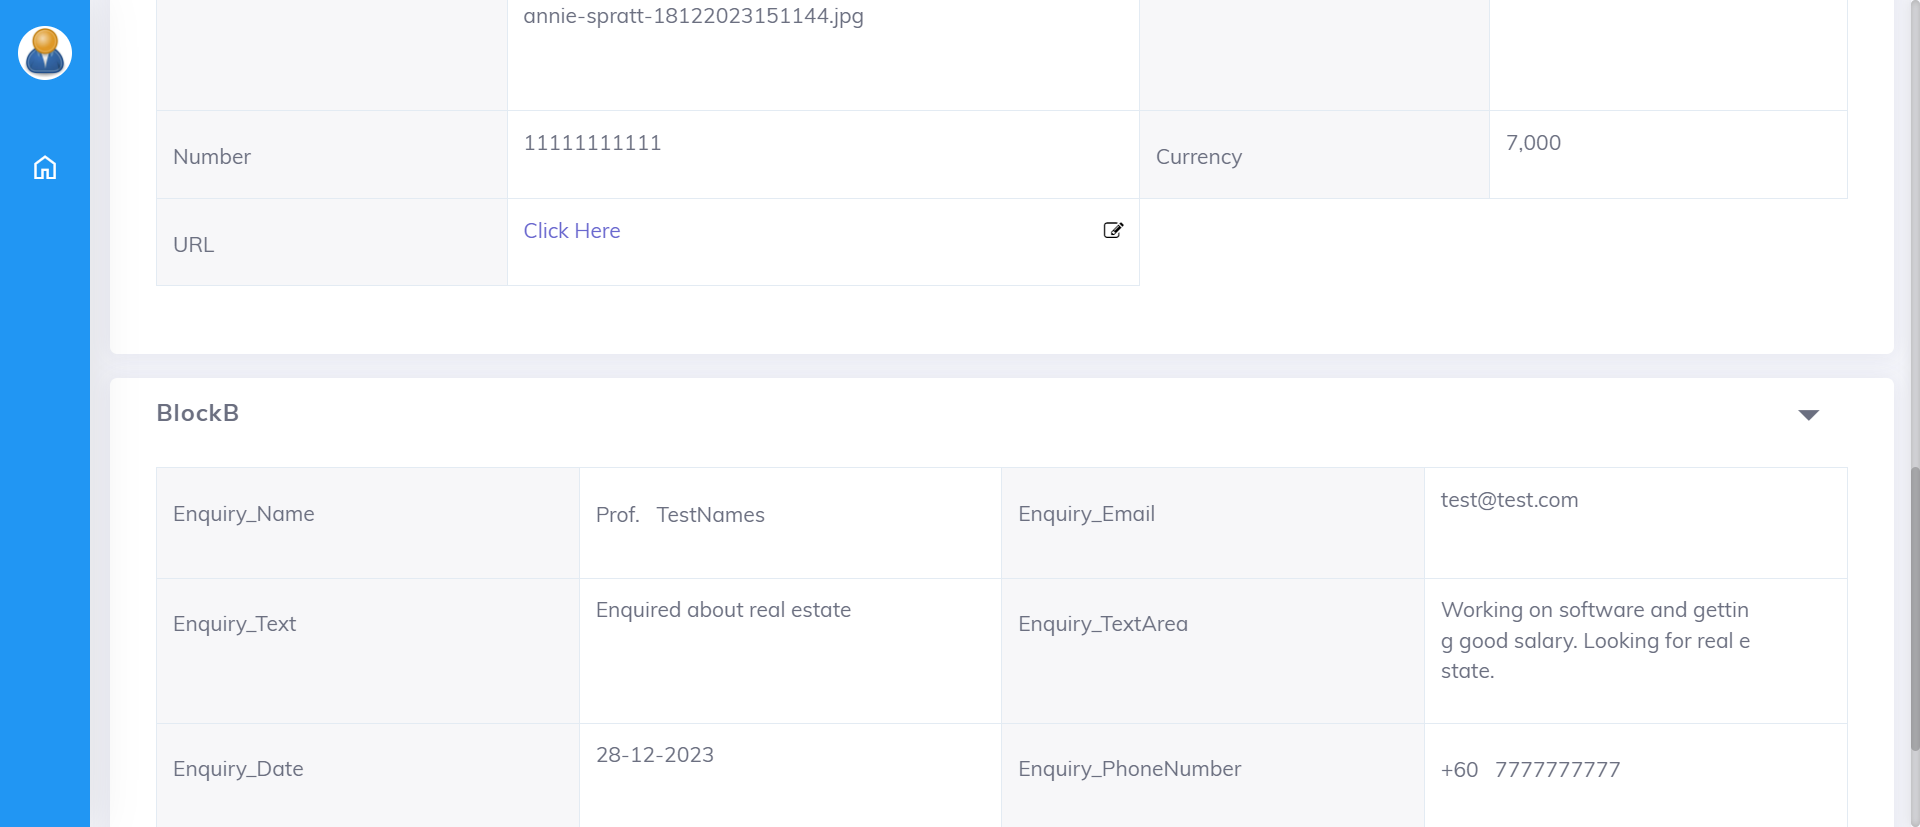 annie-spratt-18122023151144.jpg
Number
11111111111
Currency
7,000
URL
Click Here
BlockB
Enquiry_Name
Prof. TestNames
Enquiry_Email
test@test.com
Enquiry_Text
Enquired about real estate
Enquiry_TextArea
Working on software and gettin
g good salary. Looking for real e
state.
Enquiry_Date
28-12-2023
Enquiry_PhoneNumber
+60 7777777777